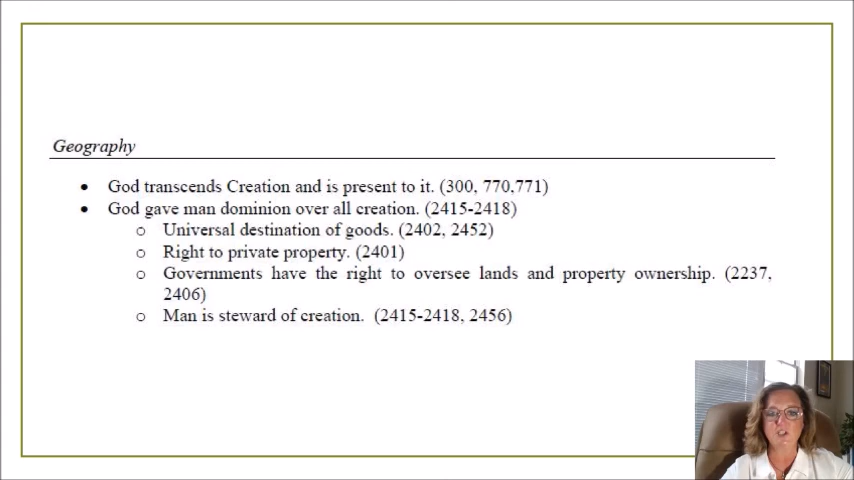 Geography
• God transcends Creation and is present to it. (300, 770,771)
• God gave man dominion over all creation. (2415-2418)
o Universal destination of goods. (2402, 2452)
o Right to private property. (2401)
o Governments have the right to oversee lands and property ownership. (2237,
2406)
o Man is steward of creation. (2415-2418, 2456)